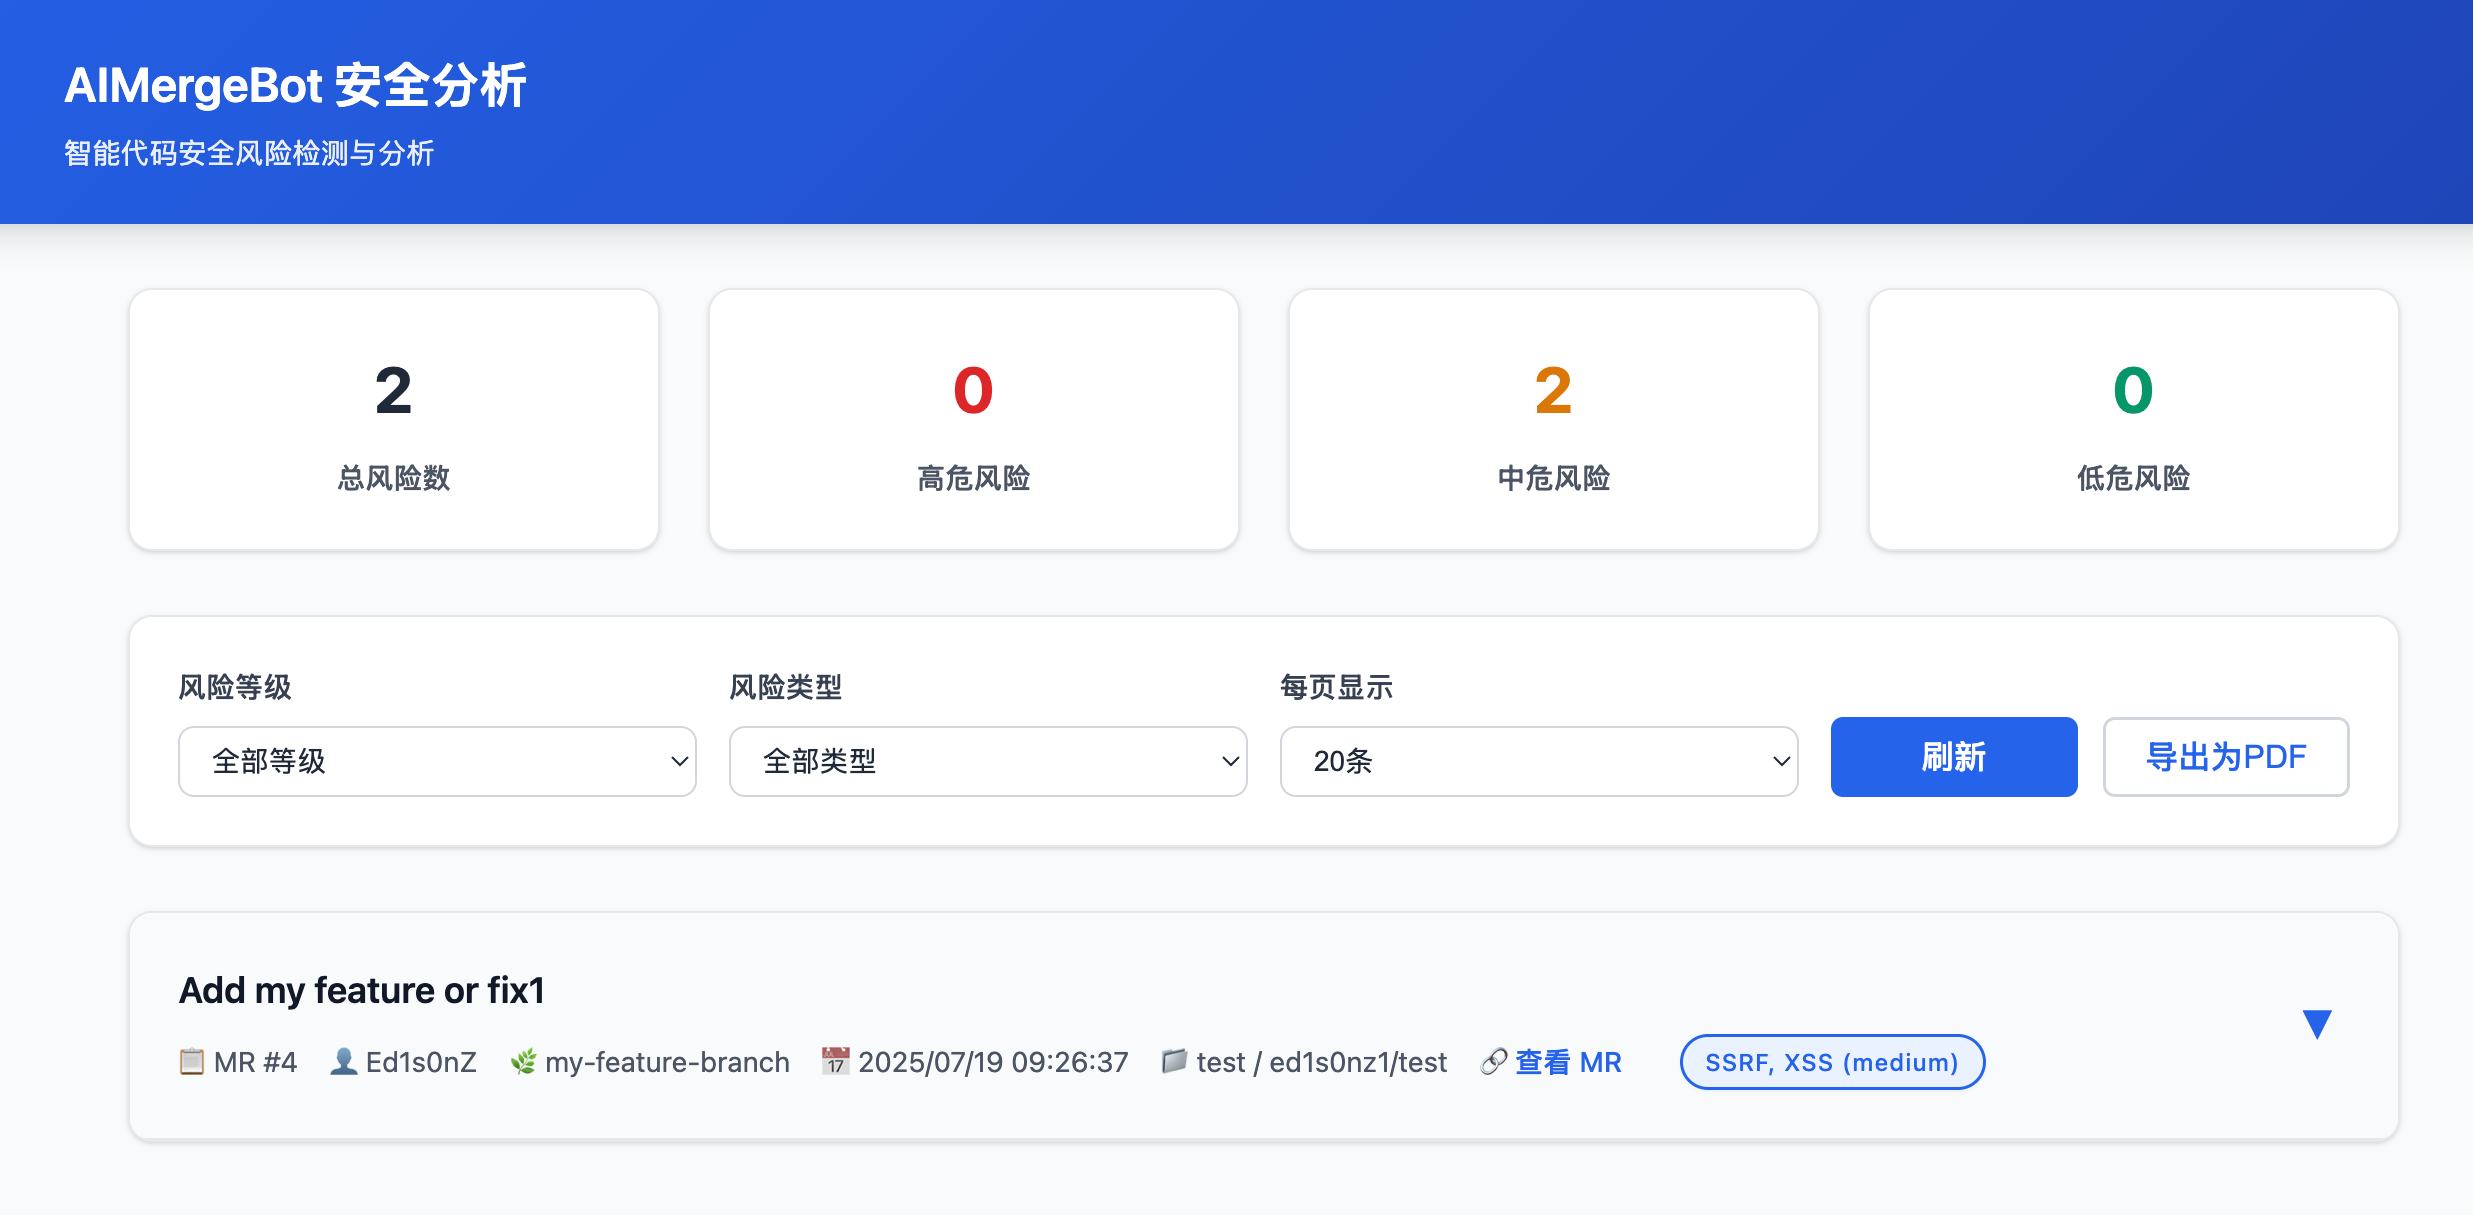 AIMergeBot 安全分析
智能代码安全风险检测与分析
2
总风险数
0
高危风险
2
中危风险
0
低危风险
风险等级
全部等级
风险类型
全部类型
每页显示
20条
刷新
导出为PDF
Add my feature or fix1
MR #4 Ed1s0nZ my-feature-branch 2025/07/19 09:26:37 test / ed1s0nz1/test 查看 MR SSRF, XSS (medium)